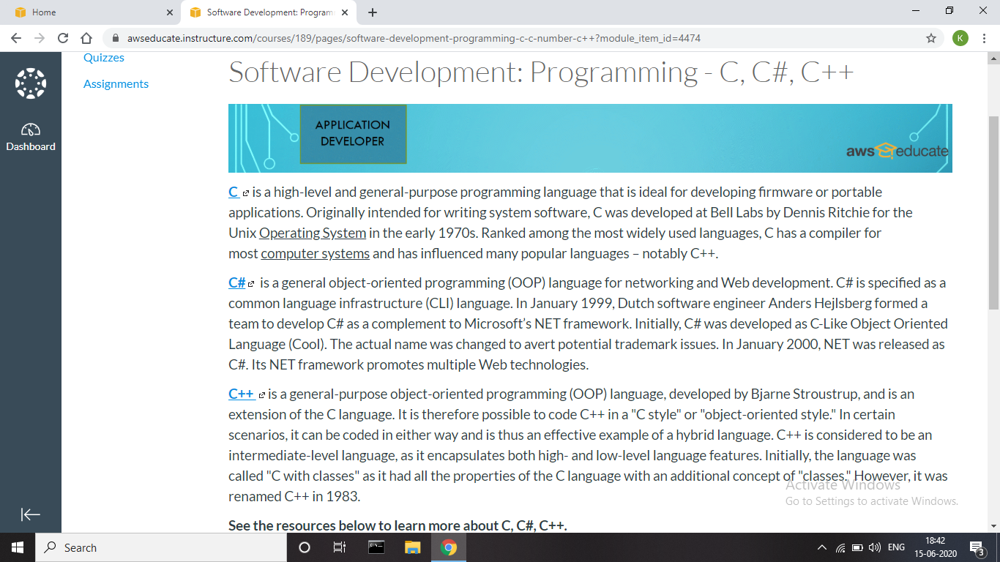 Home
Software Development: Program
awseducate.instructure.com/courses/189/pages/software-development-programming-c-c-number-c++?module_item_id=4474
K
Quizzes
Assignments
Dashboard
Software Development: Programming - C, C#, C++
APPLICATION
DEVELOPER
aws educate
C is a high-level and general-purpose programming language that is ideal for developing firmware or portable
applications. Originally intended for writing system software, C was developed at Bell Labs by Dennis Ritchie for the
Unix Operating System in the early 1970s. Ranked among the most widely used languages, C has a compiler for
most computer systems and has influenced many popular languages – notably C++.
C# is a general object-oriented programming (OOP) language for networking and Web development. C# is specified as a
common language infrastructure (CLI) language. In January 1999, Dutch software engineer Anders Hejlsberg formed a
team to develop C# as a complement to Microsoft’s NET framework. Initially, C# was developed as C-Like Object Oriented
Language (Cool). The actual name was changed to avert potential trademark issues. In January 2000, NET was released as
C#. Its NET framework promotes multiple Web technologies.
C++ is a general-purpose object-oriented programming (OOP) language, developed by Bjarne Stroustrup, and is an
extension of the C language. It is therefore possible to code C++ in a "C style" or "object-oriented style." In certain
scenarios, it can be coded in either way and is thus an effective example of a hybrid language. C++ is considered to be an
intermediate-level language, as it encapsulates both high- and low-level language features. Initially, the language was
called "C with classes" as it had all the properties of the C language with an additional concept of "classes." However, it was
renamed C++ in 1983.
See the resources below to learn more about C, C#, C++.
Activate Windows
Go to Settings to activate Windows.
Search
ENG
18:42
15-06-2020
3